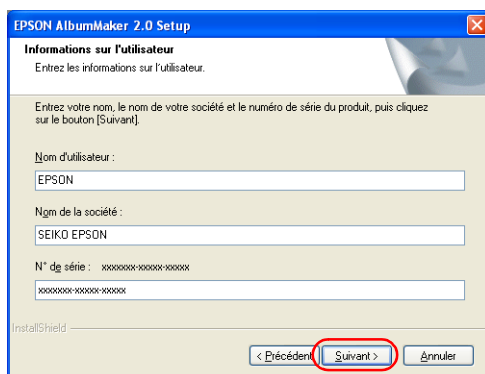 EPSON AlbumMaker 2.0 Setup
Informations sur l'utilisateur
Entrez les informations sur l'utilisateur.
Entrez votre nom, le nom de votre société et le numéro de série du produit, puis cliquez
sur le bouton [Suivant].
Nom d'utilisateur :
EPSON
Nom de la société :
SEIKO EPSON
N° de série : xxxxxxx-xxxxx-xxxxx
xxxxxxx-xxxxx-xxxxx
InstallShield
< Précédent Suivant > Annuler